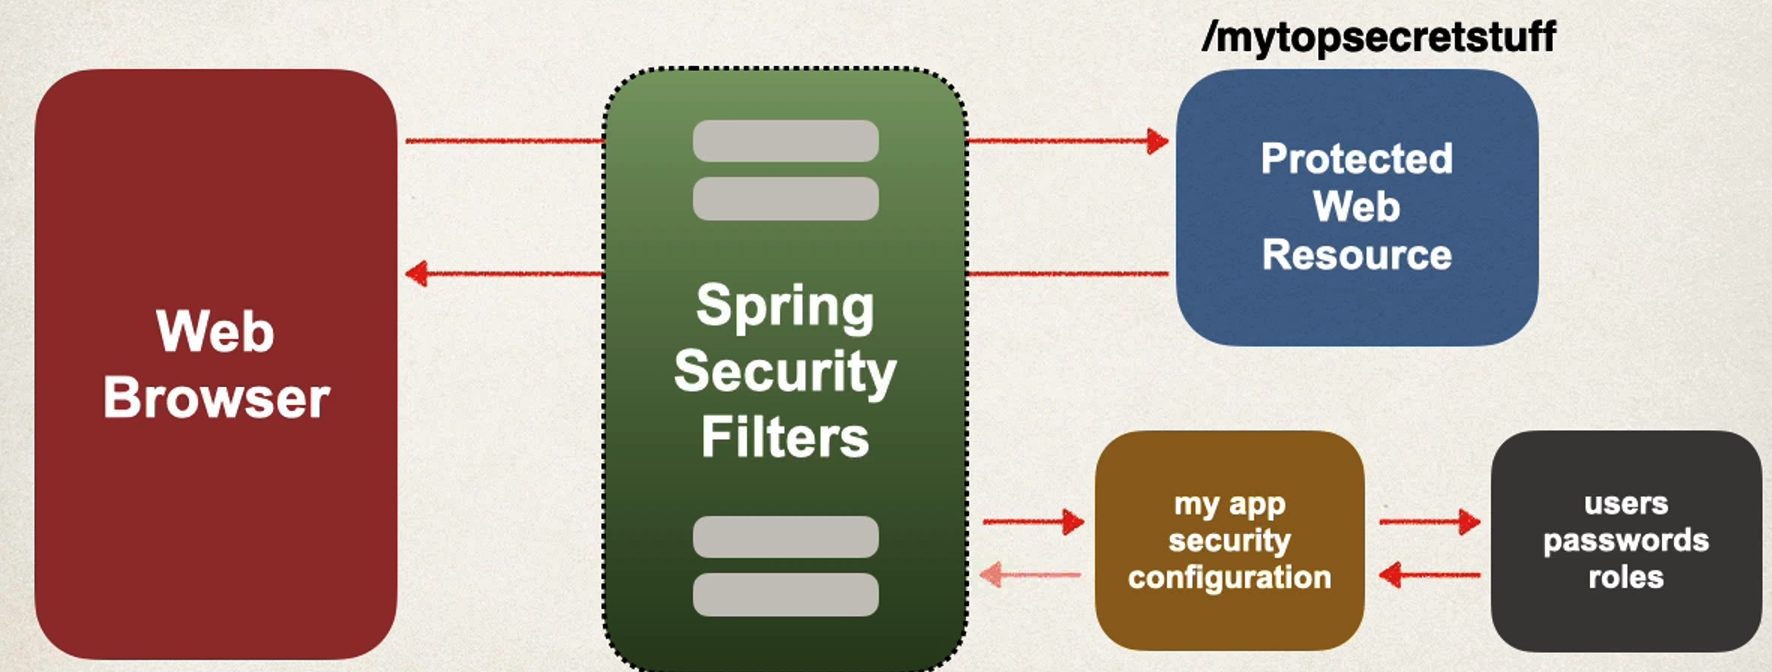 /mytopsecretstuff
Web
Browser
Spring
Security
Filters
Protected
Web
Resource
my app
security
configuration
users
passwords
roles